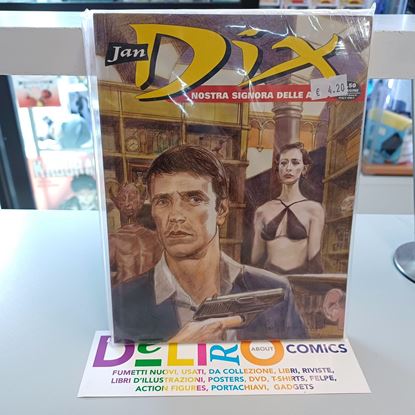 Jan
Dix
NOSTRA SIGNORA DELLE A
€ 4.20
DELIRO ABOUT COMICS
FUMETTI NUOVI, USATI, DA COLLEZIONE, LIBRI, RIVISTE,
LIBRI D'ILLUSTRAZIONI, POSTERS, DVD, T-SHIRTS, FELPE,
ACTION FIGURES, PORTACHIAVI, GADGETS